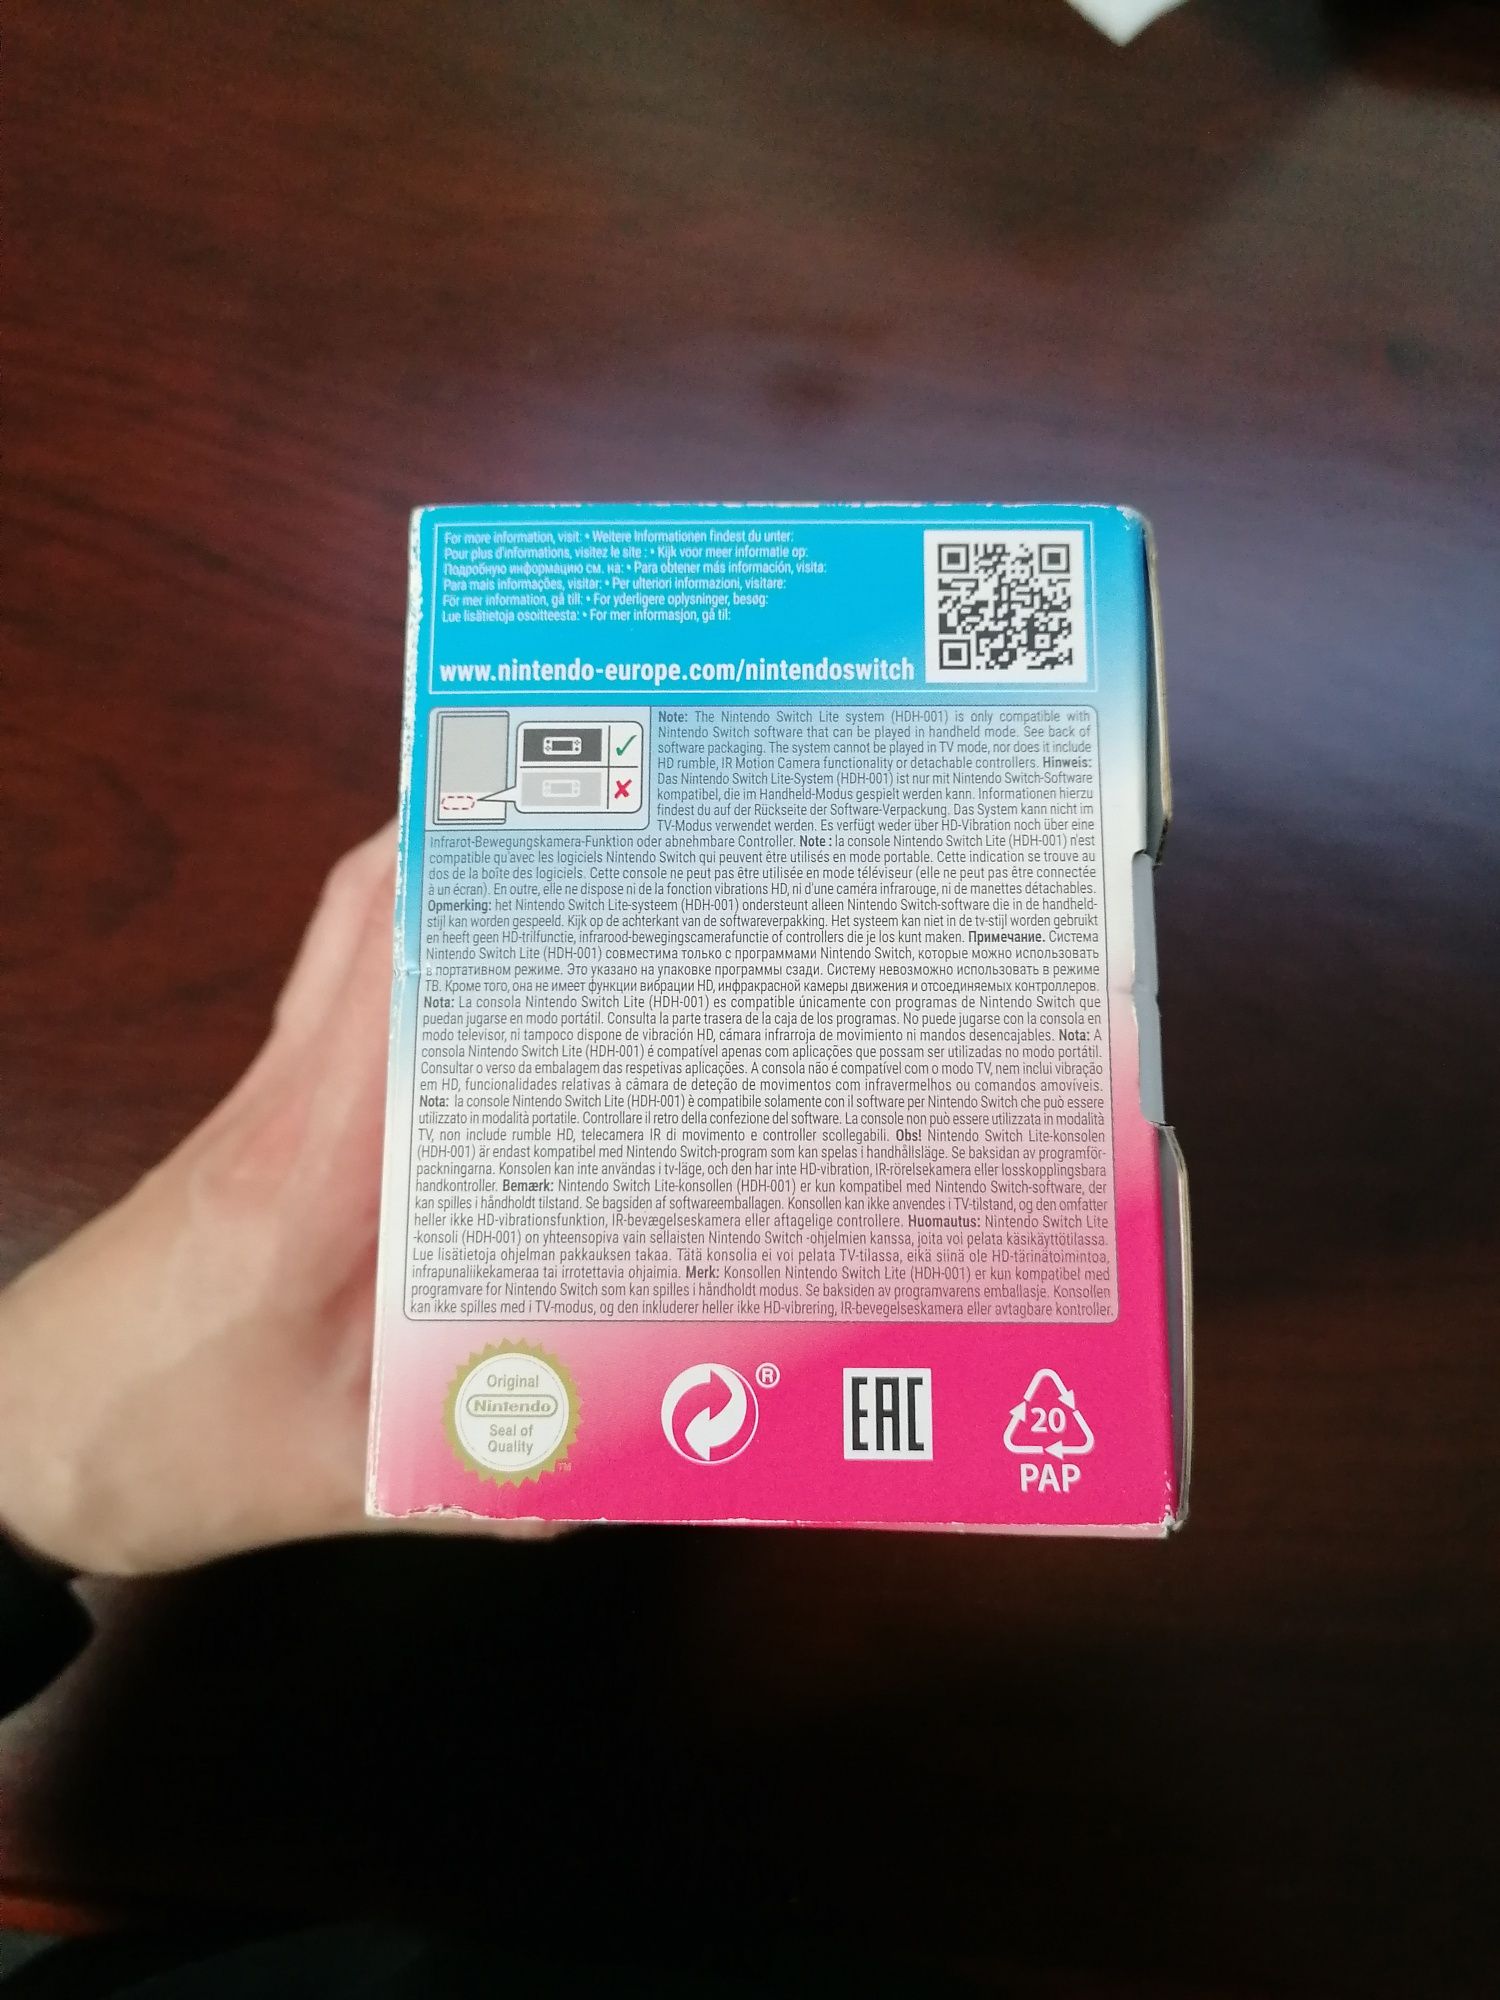 For more information, visit: • Weitere Informationen findest du unter:
Pour plus d'informations, visitez le site : • Kijk voor meer informatie op:
Подробную информацию см. на: • Para obtener más información, visita:
Para mais informações, visitar: • Per ulteriori informazioni, visitare:
För mer information, gå till: • For yderligere oplysninger, besøg:
Lue lisätietoja osoitteesta: • For mer informasjon, gå til:
www.nintendo-europe.com/nintendoswitch
Note: The Nintendo Switch Lite system (HDH-001) is only compatible with
Nintendo Switch software that can be played in handheld mode. See back of
software packaging. The system cannot be played in TV mode, nor does it include
HD rumble, IR Motion Camera functionality or detachable controllers. Hinweis:
Das Nintendo Switch Lite-System (HDH-001) ist nur mit Nintendo Switch-Software
kompatibel, die im Handheld-Modus gespielt werden kann. Informationen hierzu
findest du auf der Rückseite der Software-Verpackung. Das System kann nicht im
TV-Modus verwendet werden. Es verfügt weder über HD-Vibration noch über eine
Infrarot-Bewegungskamera-Funktion oder abnehmbare Controller. Note : la console Nintendo Switch Lite (HDH-001) n'est
compatible qu'avec les logiciels Nintendo Switch qui peuvent être utilisés en mode portable. Cette indication se trouve au
dos de la boîte des logiciels. Cette console ne peut pas être utilisée en mode téléviseur (elle ne peut pas être connectée
à un écran). En outre, elle ne dispose ni de la fonction vibrations HD, ni d'une caméra infrarouge, ni de manettes détachables.
Opmerking: het Nintendo Switch Lite-systeem (HDH-001) ondersteunt alleen Nintendo Switch-software die in de handheld-
stijl kan worden gespeeld. Kijk op de achterkant van de softwareverpakking. Het systeem kan niet in de tv-stijl worden gebruikt
en heeft geen HD-trilfunctie, infrarood-bewegingscamerafunctie of controllers die je los kunt maken. Примечание. Система
Nintendo Switch Lite (HDH-001) совместима только с программами Nintendo Switch, которые можно использовать
в портативном режиме. Это указано на упаковке программы сзади. Систему невозможно использовать в режиме
ТВ. Кроме того, она не имеет функции вибрации HD, инфракрасной камеры движения и отсоединяемых контроллеров.
Nota: La consola Nintendo Switch Lite (HDH-001) es compatible únicamente con programas de Nintendo Switch que
puedan jugarse en modo portátil. Consulta la parte trasera de la caja de los programas. No puede jugarse con la consola en
modo televisor, ni tampoco dispone de vibración HD, cámara infrarroja de movimiento ni mandos desencajables. Nota: A
consola Nintendo Switch Lite (HDH-001) é compatível apenas com aplicações que possam ser utilizadas no modo portátil.
Consultar o verso da embalagem das respetivas aplicações. A consola não é compatível com o modo TV, nem inclui vibração
em HD, funcionalidades relativas à câmara de deteção de movimentos com infravermelhos ou comandos amovíveis.
Nota: la console Nintendo Switch Lite (HDH-001) è compatibile solamente con il software per Nintendo Switch che può essere
utilizzato in modalità portatile. Controllare il retro della confezione del software. La console non può essere utilizzata in modalità
TV, non include rumble HD, telecamera IR di movimento e controller scollegabili. Obs! Nintendo Switch Lite-konsolen
(HDH-001) är endast kompatibel med Nintendo Switch-program som kan spelas i handhållsläge. Se baksidan av programför-
packningarna. Konsolen kan inte användas i tv-läge, och den har inte HD-vibration, IR-rörelsekamera eller losskopplingsbara
handkontroller. Bemærk: Nintendo Switch Lite-konsollen (HDH-001) er kun kompatibel med Nintendo Switch-software, der
kan spilles i håndholdt tilstand. Se bagsiden af softwareemballagen. Konsollen kan ikke anvendes i TV-tilstand, og den omfatter
heller ikke HD-vibrationsfunktion, IR-bevægelseskamera eller aftagelige controllere. Huomautus: Nintendo Switch Lite
-konsoli (HDH-001) on yhteensopiva vain sellaisten Nintendo Switch -ohjelmien kanssa, joita voi pelata käsikäyttötilassa.
Lue lisätietoja ohjelman pakkauksen takaa. Tätä konsolia ei voi pelata TV-tilassa, eikä siinä ole HD-tärinätoimintoa,
infrapunaliikekameraa tai irrotettavia ohjaimia. Merk: Konsollen Nintendo Switch Lite (HDH-001) er kun kompatibel med
programvare for Nintendo Switch som kan spilles i håndholdt modus. Se baksiden av programvarens emballasje. Konsollen
kan ikke spilles med i TV-modus, og den inkluderer heller ikke HD-vibrering, IR-bevegelseskamera eller avtagbare kontroller.
Original
Nintendo
Seal of
Quality
TM
®
EAC
20
PAP